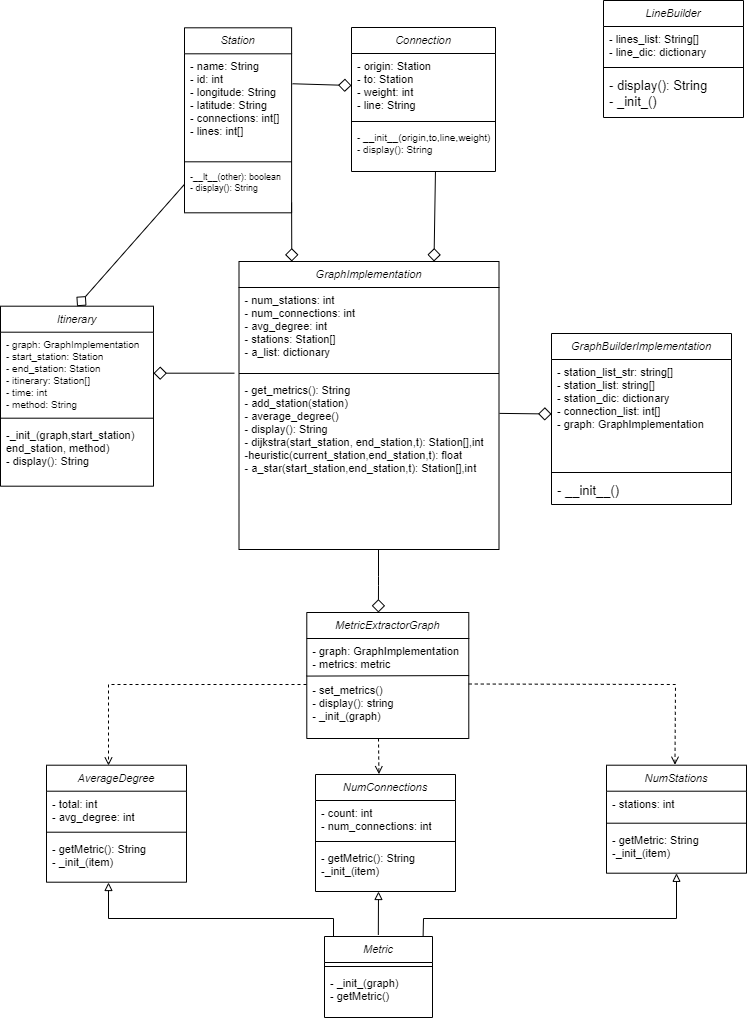 Station
- name: String
- id: int
- longitude: String
- latitude: String
- connections: int[]
- lines: int[]
-__lt__(other): boolean
- display(): String
Connection
- origin: Station
- to: Station
- weight: int
- line: String
- __init__(origin,to,line,weight)
- display(): String
LineBuilder
- lines_list: String[]
- line_dic: dictionary
- display(): String
- _init_()
GraphImplementation
- num_stations: int
- num_connections: int
- avg_degree: int
- stations: Station[]
- a_list: dictionary
- get_metrics(): String
- add_station(station)
- average_degree()
- display(): String
- dijkstra(start_station, end_station,t): Station[],int
-heuristic(current_station,end_station,t): float
- a_star(start_station,end_station,t): Station[],int
Itinerary
- graph: GraphImplementation
- start_station: Station
- end_station: Station
- itinerary: Station[]
- time: int
- method: String
-_init_(graph,start_station)
end_station, method)
- display(): String
GraphBuilderImplementation
- station_list_str: string[]
- station_list: string[]
- station_dic: dictionary
- connection_list: int[]
- graph: GraphImplementation
- __init__()
MetricExtractorGraph
- graph: GraphImplementation
- metrics: metric
- set_metrics()
- display(): string
- _init_(graph)
AverageDegree
- total: int
- avg_degree: int
- getMetric(): String
- _init_(item)
NumConnections
- count: int
- num_connections: int
- getMetric(): String
-_init_(item)
NumStations
- stations: int
- getMetric: String
-_init_(item)
Metric
- _init_(graph)
- getMetric()